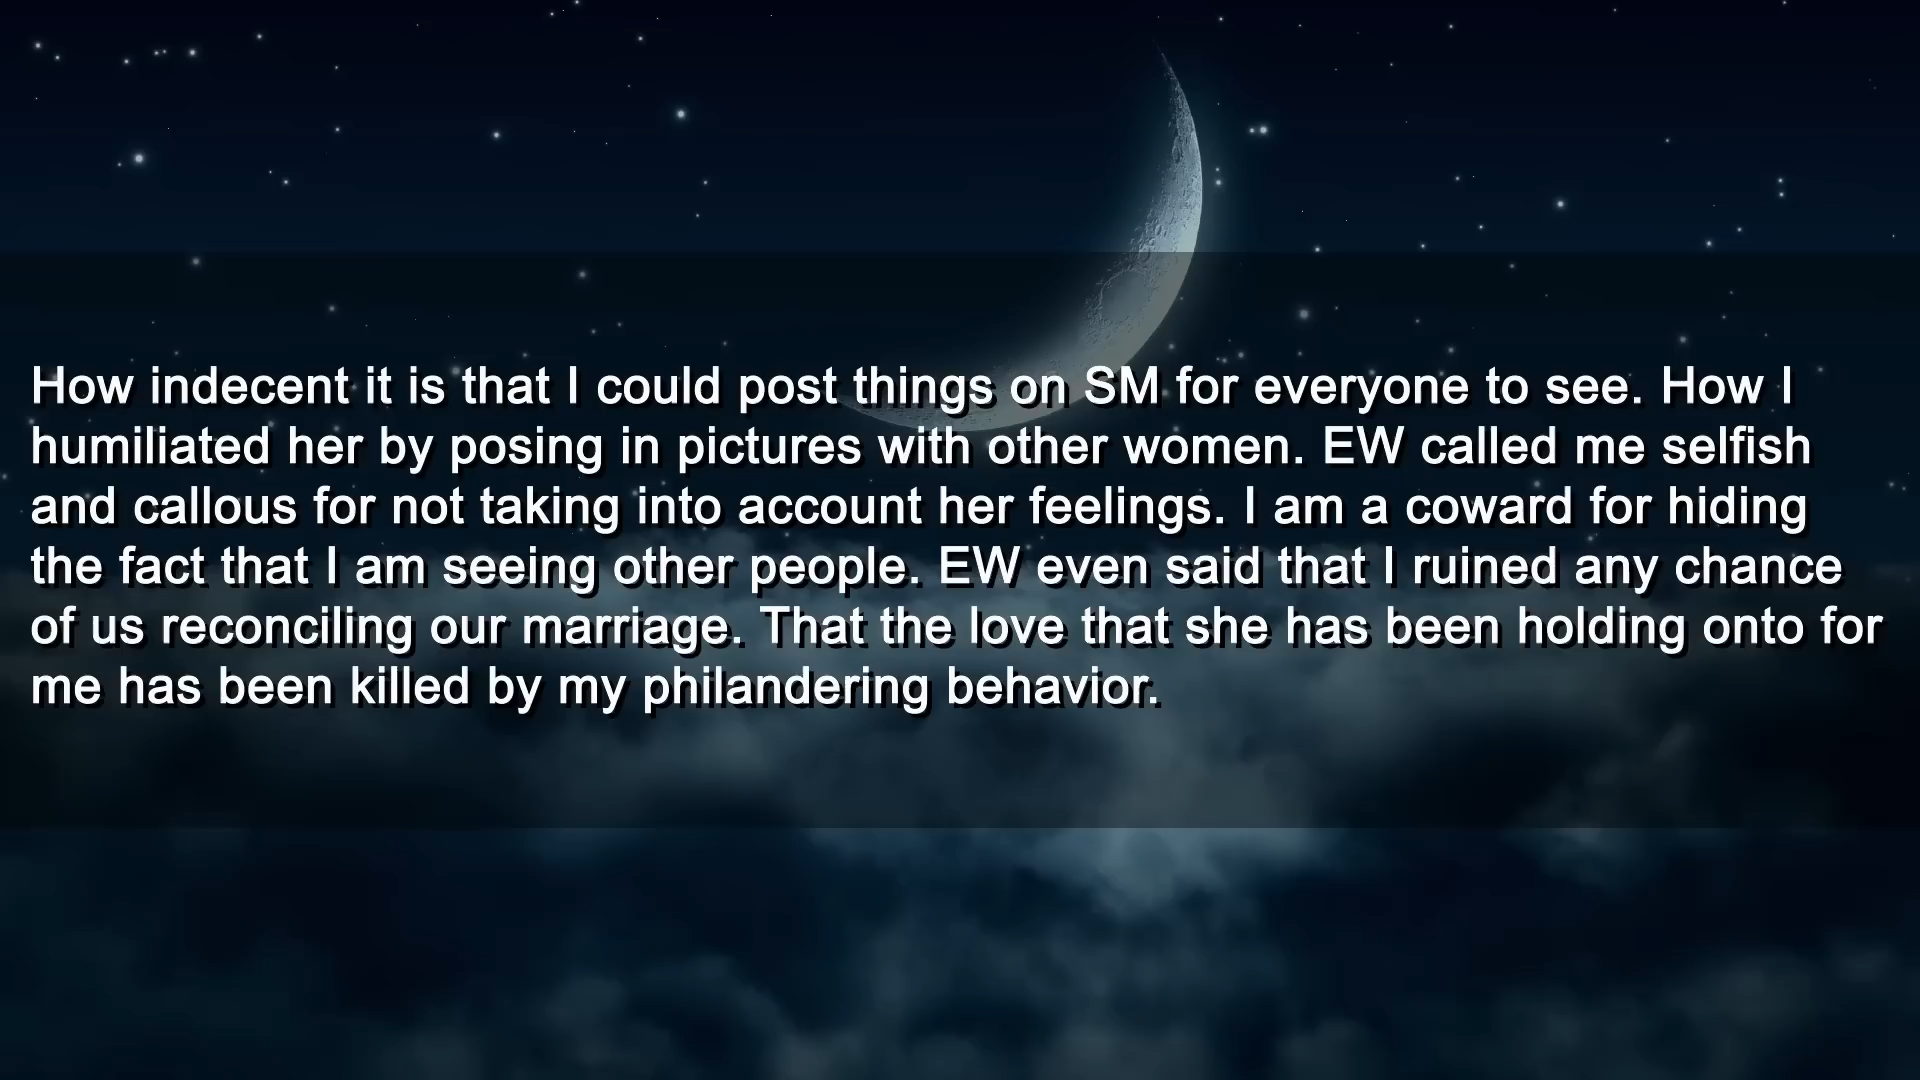 How indecent it is that I could post things on SM for everyone to see. How I
humiliated her by posing in pictures with other women. EW called me selfish
and callous for not taking into account her feelings. I am a coward for hiding
the fact that I am seeing other people. EW even said that I ruined any chance
of us reconciling our marriage. That the love that she has been holding onto for
me has been killed by my philandering behavior.